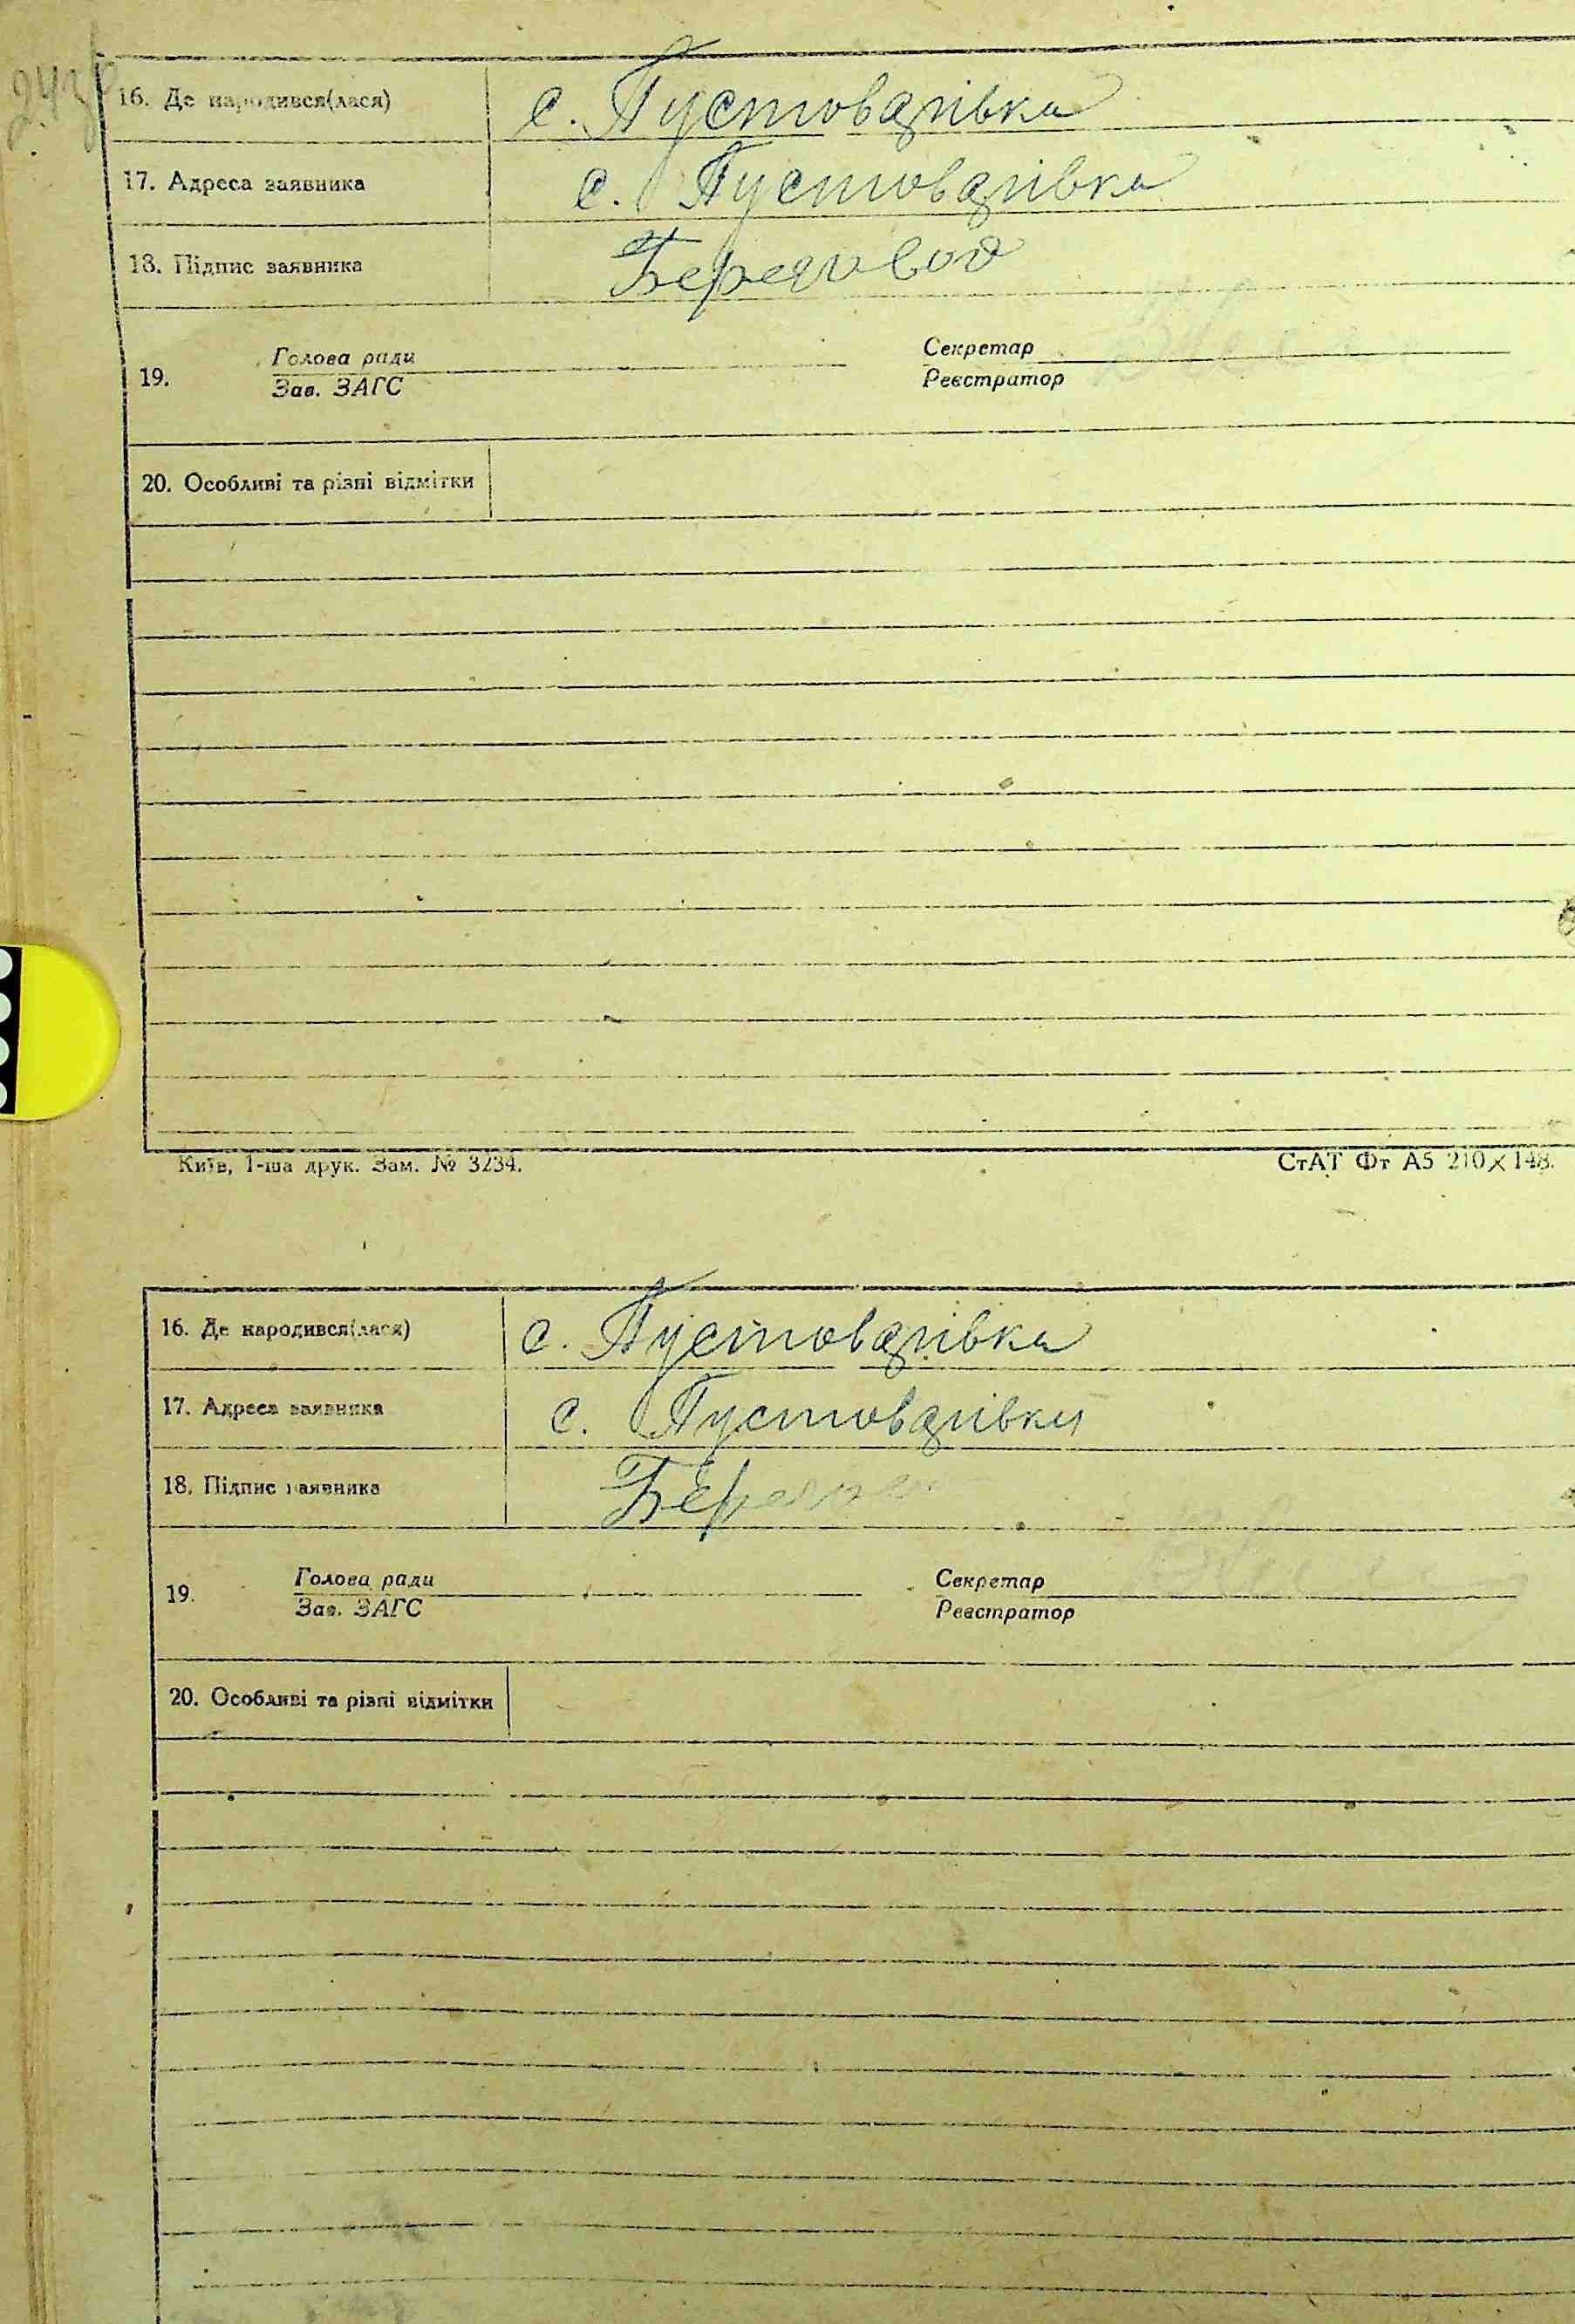 16. Де народився(лася) с. Пустоварівка
17. Адреса заявника с. Пустоварівка
18. Підпис заявника
19. Голова ради Секретар
Зав. ЗАГС Реєстратор
20. Особливі та різні відмітки
Київ, 1-ша друк. Зам. № 3234. СтАТ Фт А5 210×148.
16. Де народився(лася) с. Пустоварівка
17. Адреса заявника с. Пустоварівка
18. Підпис заявника
19. Голова ради Секретар
Зав. ЗАГС Реєстратор
20. Особливі та різні відмітки